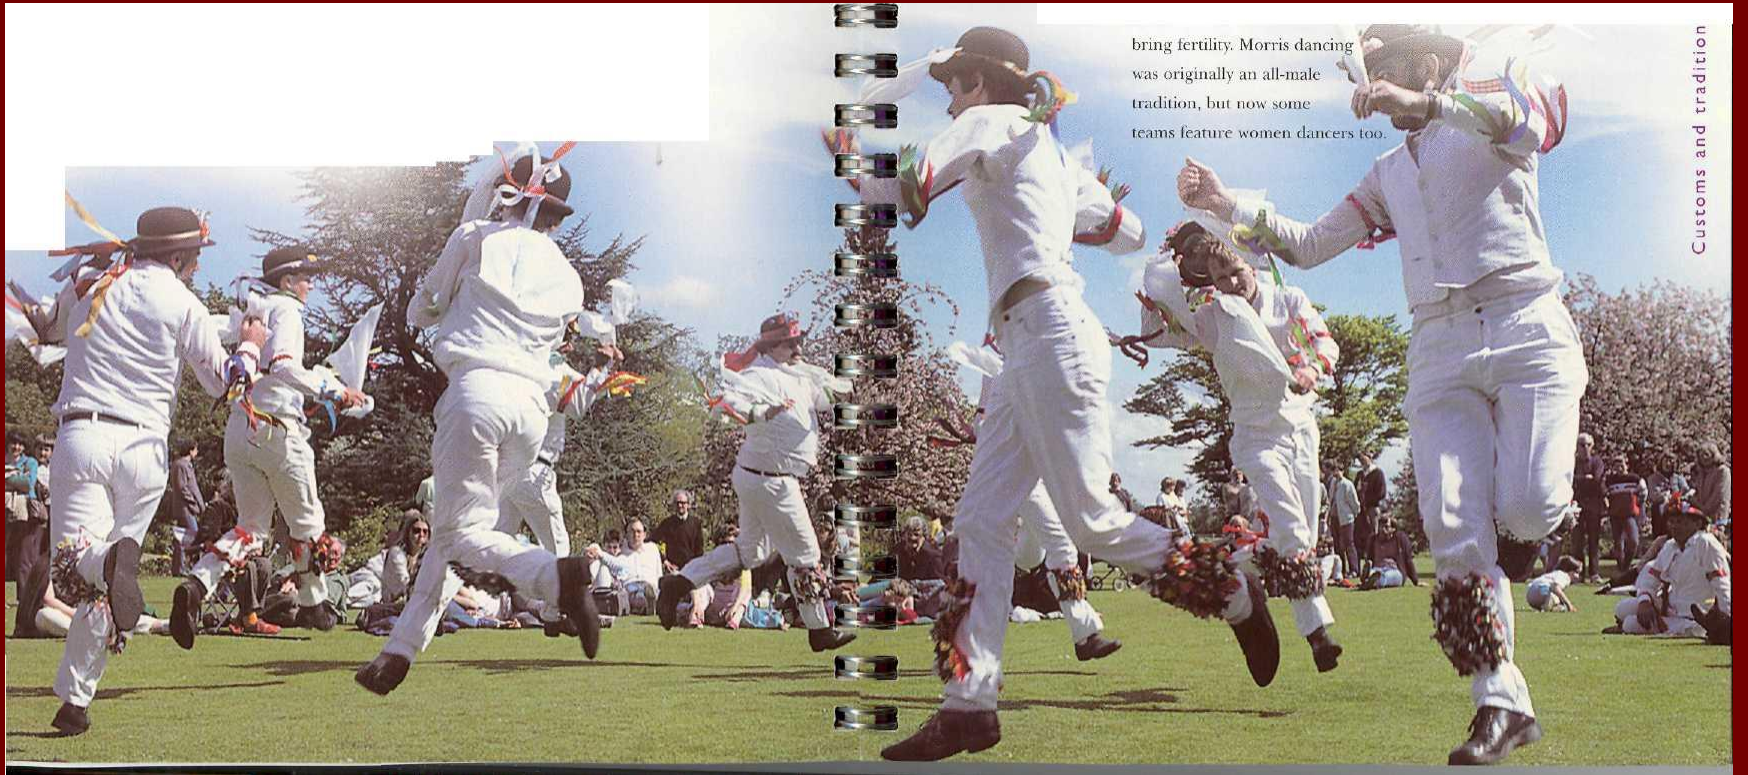 bring fertility. Morris dancing
was originally an all-male
tradition, but now some
teams feature women dancers too.
Customs and tradition